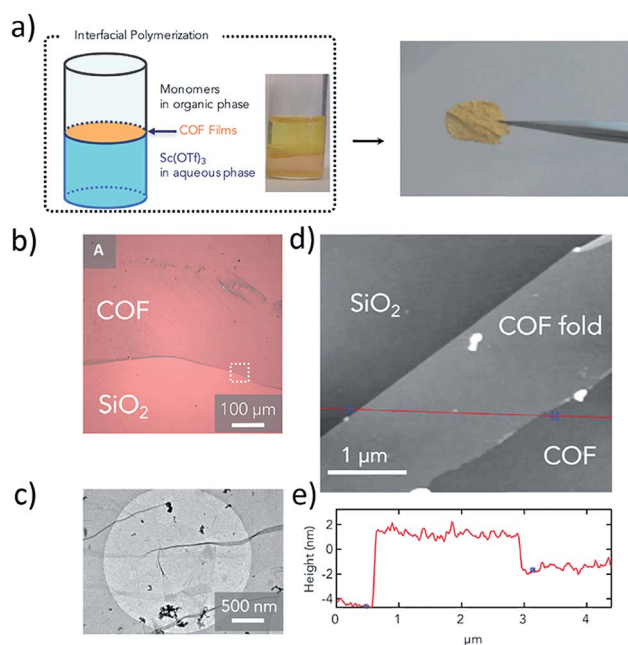 a)
Interfacial Polymerization
Monomers
in organic phase
COF Films
Sc(OTf)3
in aqueous phase
b)
A
COF
SiO2
100 μm
c)
500 nm
d)
SiO2
COF fold
1 μm
COF
e)
Height (nm)
2
0
-2
-4
0 1 2 3 4
μm